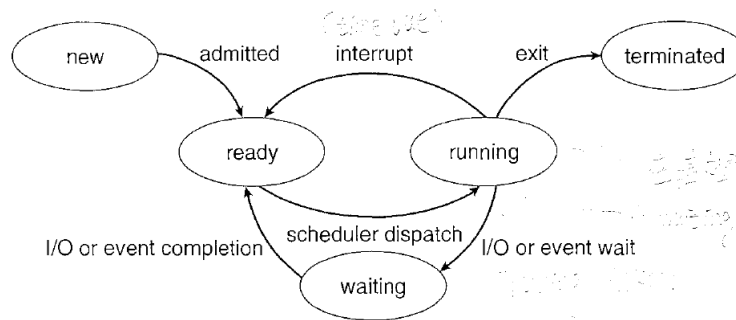 new
admitted
interrupt
exit
terminated
ready
running
I/O or event completion
scheduler dispatch
I/O or event wait
waiting